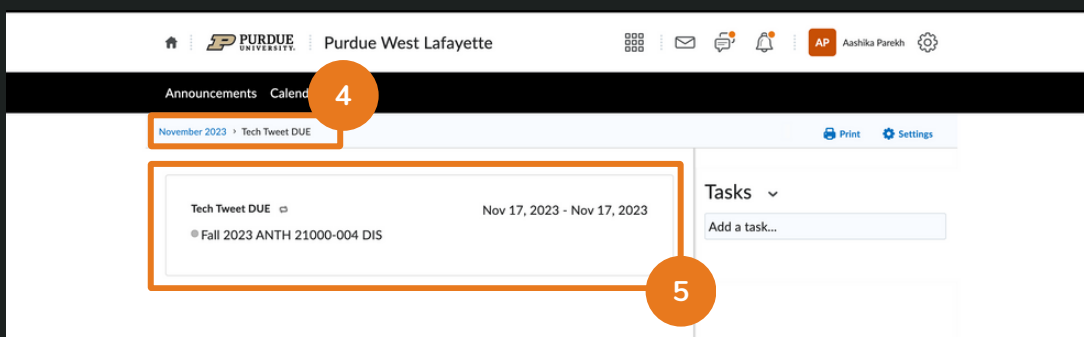 PURDUE UNIVERSITY. Purdue West Lafayette AP Aashika Parekh
Announcements Calend 4
November 2023 › Tech Tweet DUE Print Settings
Tech Tweet DUE Nov 17, 2023 - Nov 17, 2023
Fall 2023 ANTH 21000-004 DIS
Tasks
Add a task...
5